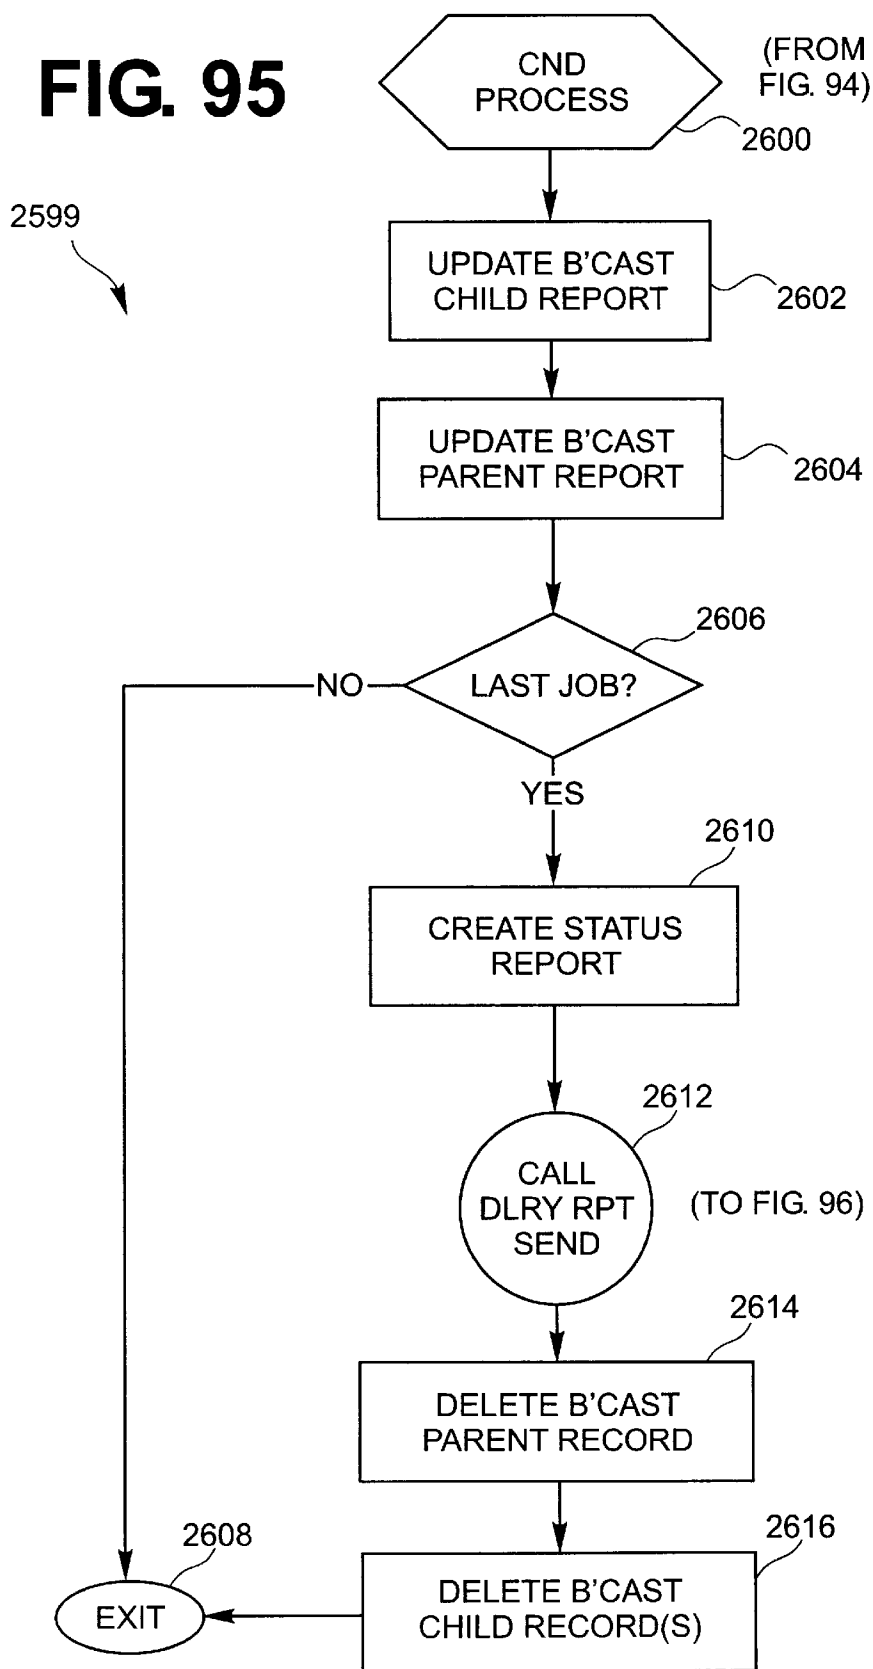 FIG. 95
CND
PROCESS
(FROM
FIG. 94)
2600
2599
UPDATE B'CAST
CHILD REPORT
2602
UPDATE B'CAST
PARENT REPORT
2604
2606
LAST JOB?
NO
YES
2610
CREATE STATUS
REPORT
2612
CALL
DLRY RPT
SEND
(TO FIG. 96)
2614
DELETE B'CAST
PARENT RECORD
2616
2608
DELETE B'CAST
CHILD RECORD(S)
EXIT